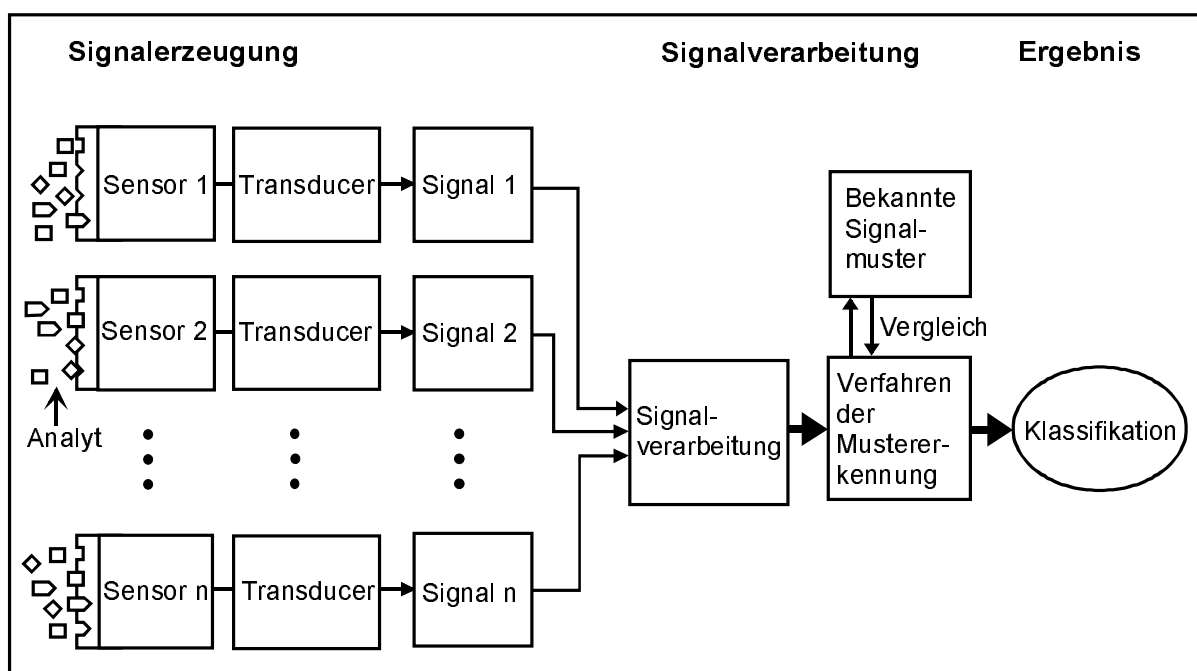 Signalerzeugung
Signalverarbeitung
Ergebnis
Sensor 1
Transducer
Signal 1
Bekannte
Signal-
muster
Sensor 2
Transducer
Signal 2
Vergleich
Analyt
Signal-
verarbeitung
Verfahren
der
Mustererer-
kennung
Klassifikation
Sensor n
Transducer
Signal n